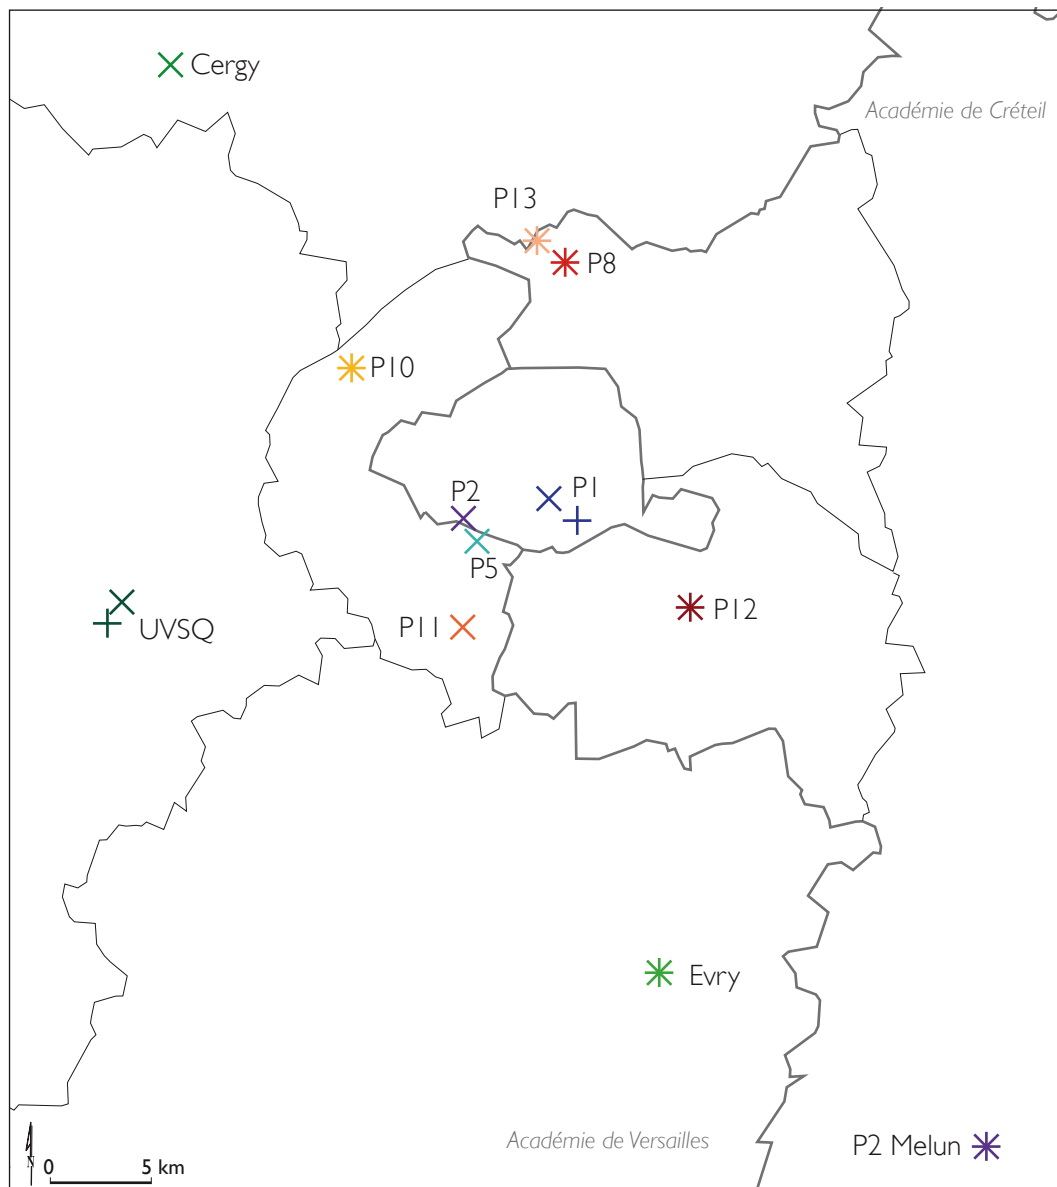 Cergy
Académie de Créteil
P13
P8
P10
P2
P1
P5
P11
P12
UVSQ
Evry
Académie de Versailles
P2 Melun
N
0 5 km